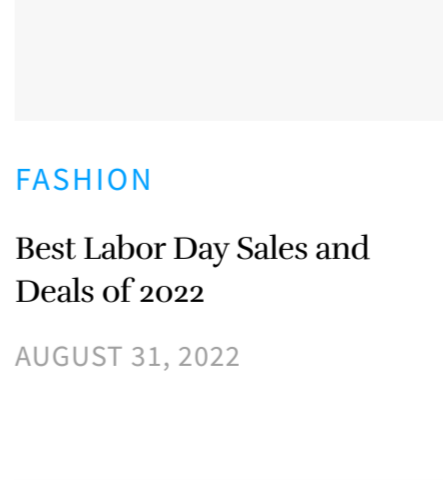 FASHION
Best Labor Day Sales and
Deals of 2022
AUGUST 31, 2022